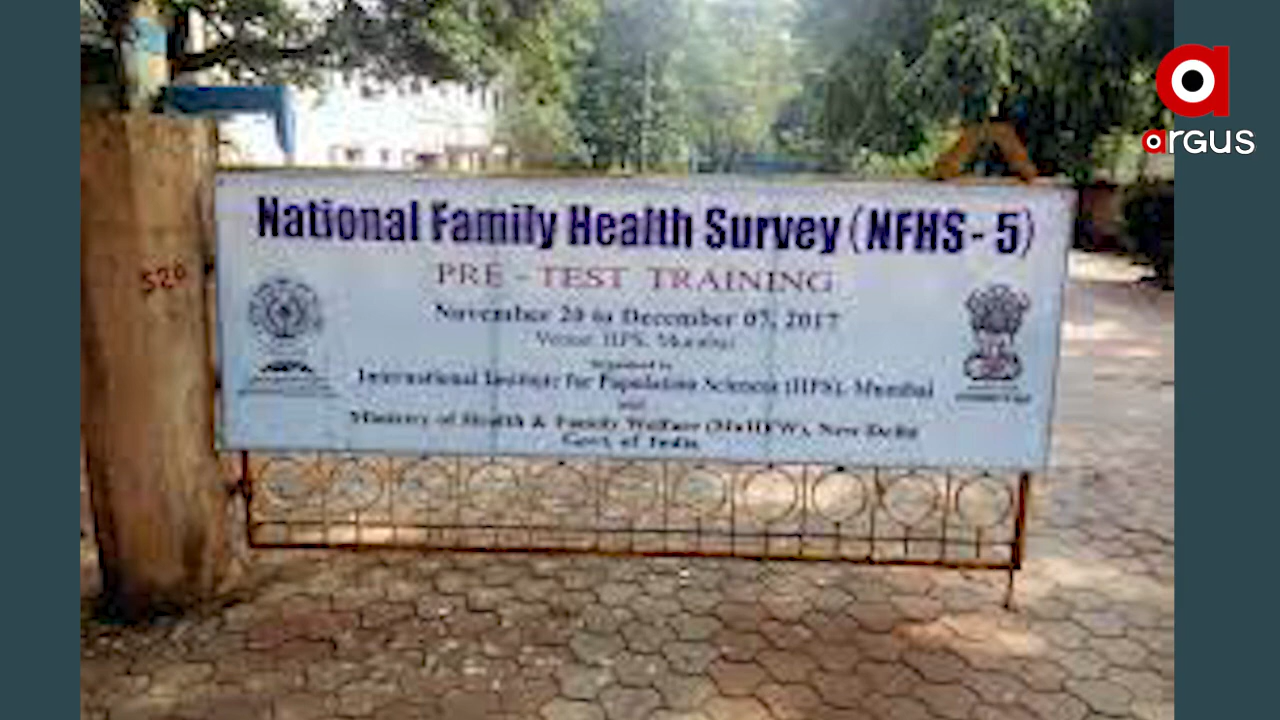 argus
National Family Health Survey (NFHS - 5)
PRE - TEST TRAINING
November 20 to December 07, 2017
Venue: IIPS, Mumbai
Organised by
International Institute for Population Sciences (IIPS), Mumbai
and
Ministry of Health & Family Welfare (MoHFW), New Delhi
Govt. of India
520